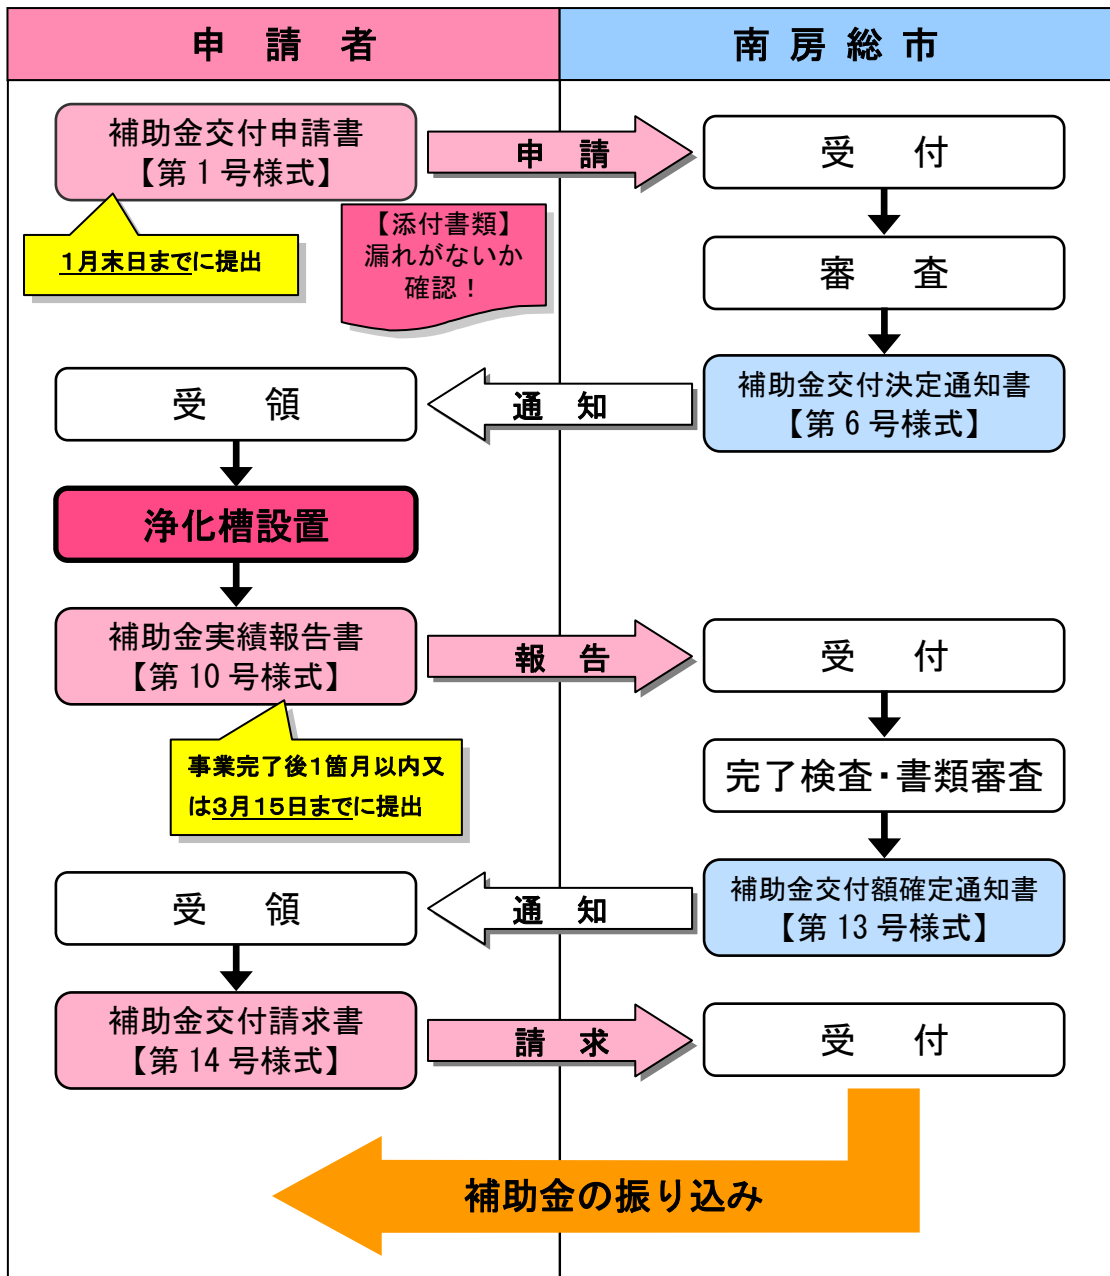 申請者
南房総市
補助金交付申請書
【第1号様式】
申請
受付
1月末日までに提出
【添付書類】
漏れがないか
確認！
審査
補助金交付決定通知書
【第6号様式】
通知
受領
浄化槽設置
補助金実績報告書
【第10号様式】
報告
受付
事業完了後1箇月以内又
は3月15日までに提出
完了検査・書類審査
補助金交付額確定通知書
【第13号様式】
通知
受領
補助金交付請求書
【第14号様式】
請求
受付
補助金の振り込み